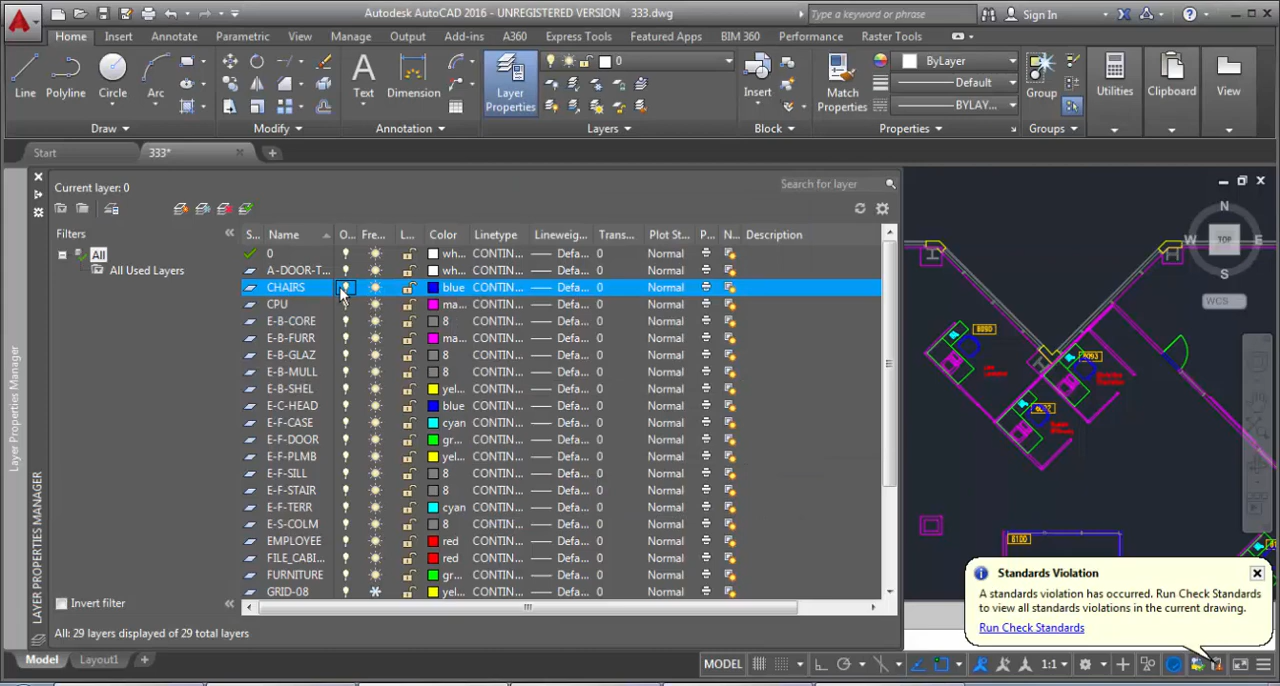 Autodesk AutoCAD 2016 - UNREGISTERED VERSION 333.dwg
Type a keyword or phrase
Sign In
Home Insert Annotate Parametric View Manage Output Add-ins A360 Express Tools Featured Apps BIM 360 Performance Raster Tools
Line Polyline Circle Arc Text Dimension Layer Properties 0 Insert Match Properties ByLayer Default BYLAY... Group Utilities Clipboard View
Draw Modify Annotation Layers Block Properties Groups
Start 333*
Current layer: 0
Search for layer
Filters
All
All Used Layers
S... Name O... Fre... L... Color Linetype Linewei... Trans... Plot St... P... N... Description
0 wh... CONTIN... Defa... 0 Normal
A-DOOR-T... wh... CONTIN... Defa... 0 Normal
CHAIRS blue CONTIN... Defa... 0 Normal
CPU ma... CONTIN... Defa... 0 Normal
E-B-CORE 8 CONTIN... Defa... 0 Normal
E-B-FURR ma... CONTIN... Defa... 0 Normal
E-B-GLAZ 8 CONTIN... Defa... 0 Normal
E-B-MULL 8 CONTIN... Defa... 0 Normal
E-B-SHEL yel... CONTIN... Defa... 0 Normal
E-C-HEAD blue CONTIN... Defa... 0 Normal
E-F-CASE cyan CONTIN... Defa... 0 Normal
E-F-DOOR gr... CONTIN... Defa... 0 Normal
E-F-PLMB yel... CONTIN... Defa... 0 Normal
E-F-SILL 8 CONTIN... Defa... 0 Normal
E-F-STAIR 8 CONTIN... Defa... 0 Normal
E-F-TERR cyan CONTIN... Defa... 0 Normal
E-S-COLM 8 CONTIN... Defa... 0 Normal
EMPLOYEE red CONTIN... Defa... 0 Normal
FILE_CABI... red CONTIN... Defa... 0 Normal
FURNITURE gr... CONTIN... Defa... 0 Normal
GRID-08 yel... CONTIN... Defa... 0 Normal
Invert filter
All: 29 layers displayed of 29 total layers
Layer Properties Manager
LAYER PROPERTIES MANAGER
N
W TOP E
S
WCS
8090
8100
Standards Violation
A standards violation has occurred. Run Check Standards
to view all standards violations in the current drawing.
Run Check Standards
Model Layout1
MODEL 1:1